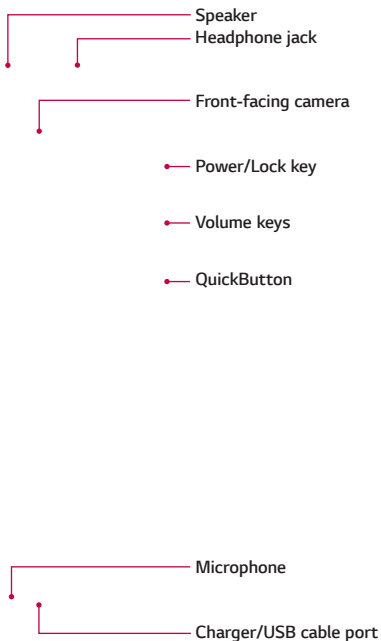 Speaker
Headphone jack
Front-facing camera
Power/Lock key
Volume keys
QuickButton
Microphone
Charger/USB cable port